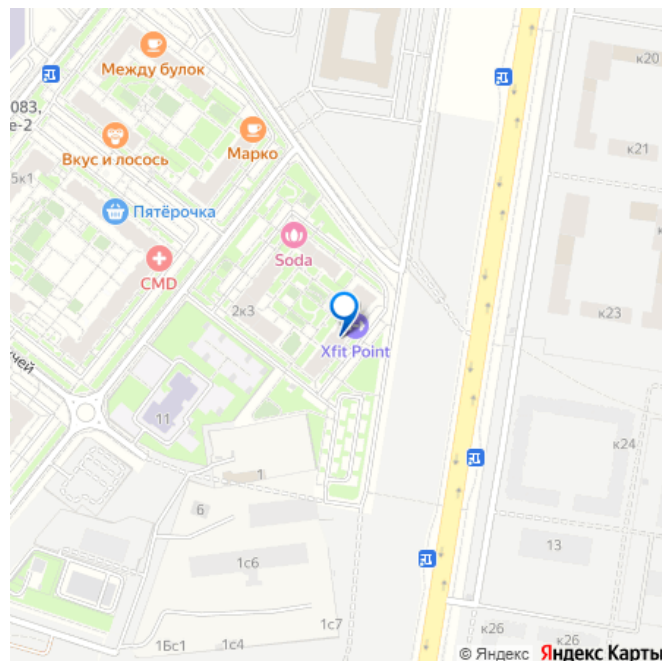 к20
Между булок
083,
е-2
Марко
к21
Вкус и лосось
5к1
Пятёрочка
Soda
CMD
2к3
к23
Xfit Point
чей
11
к24
1
6
13
1с6
1с7
к26
к26
1Бс1
1с4
© Яндекс Яндекс Карты